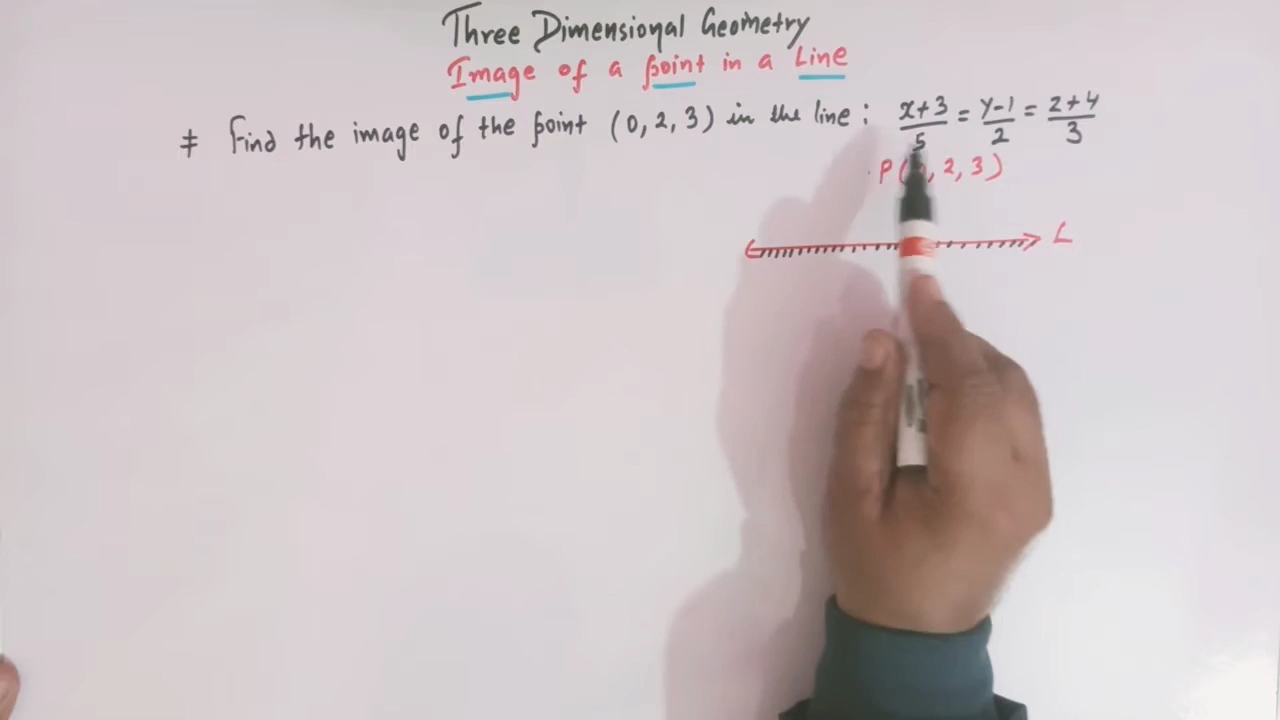 Three Dimensional Geometry
Image of a point in a Line
# Find the image of the point (0, 2, 3) in the line : x+3/5 = y-1/2 = z+4/3
P ( , 2, 3)
L